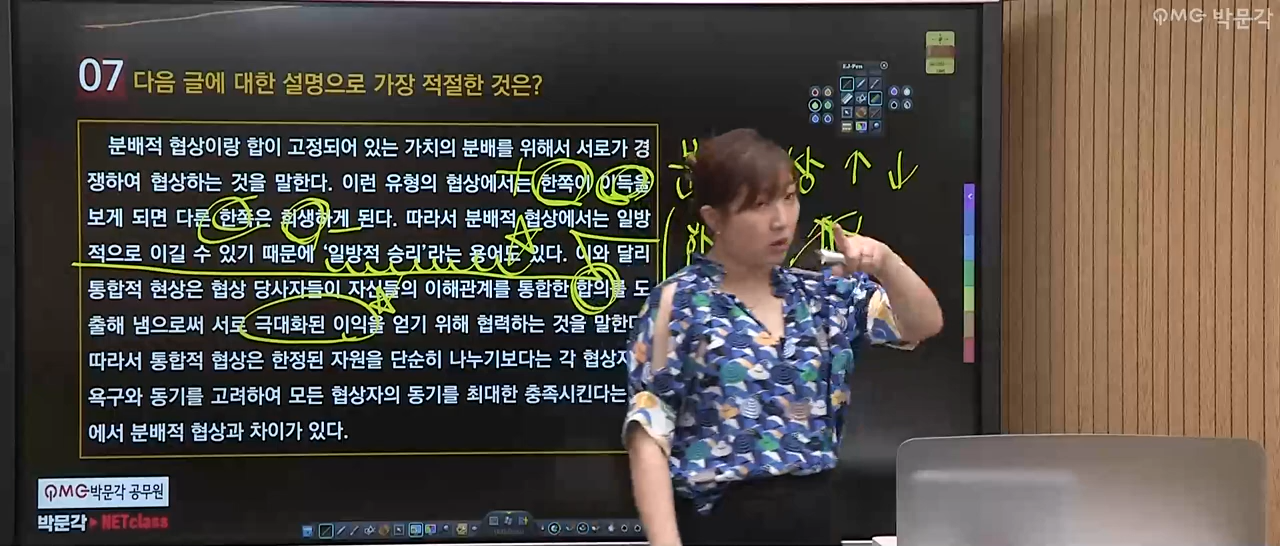 PMG 박문각
07 다음 글에 대한 설명으로 가장 적절한 것은?
EJ-Pen
분배적 협상이랑 합이 고정되어 있는 가치의 분배를 위해서 서로가 경
쟁하여 협상하는 것을 말한다. 이런 유형의 협상에서는 한쪽이 이득을
보게 되면 다른 한쪽은 희생하게 된다. 따라서 분배적 협상에서는 일방
적으로 이길 수 있기 때문에 '일방적 승리'라는 용어도 있다. 이와 달리
통합적 현상은 협상 당사자들이 자신들의 이해관계를 통합한 합의를 도
출해 냄으로써 서로 극대화된 이익을 얻기 위해 협력하는 것을 말한다
따라서 통합적 협상은 한정된 자원을 단순히 나누기보다는 각 협상자
욕구와 동기를 고려하여 모든 협상자의 동기를 최대한 충족시킨다는
에서 분배적 협상과 차이가 있다.
PMG 박문각 공무원
박문각 NETclass